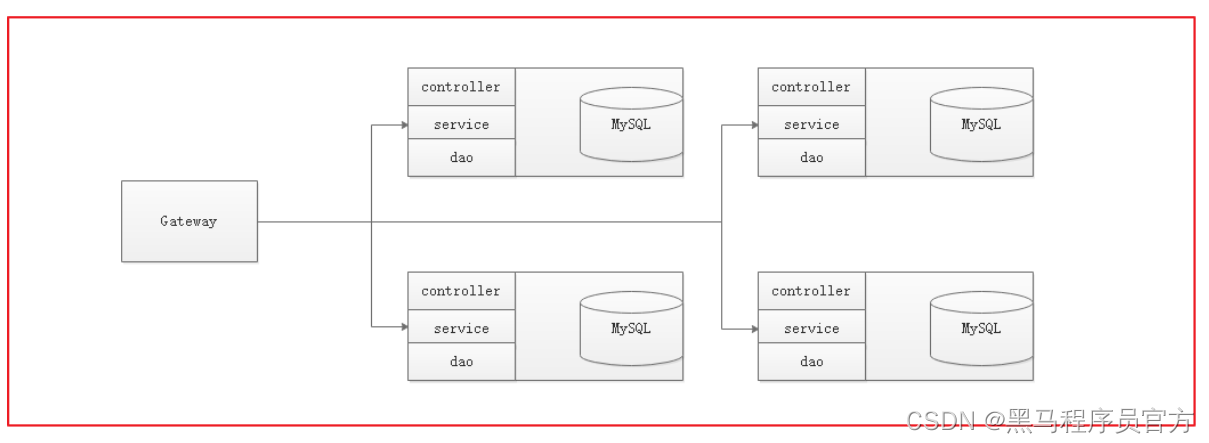 controller
service
dao
MySQL
controller
service
dao
MySQL
Gateway
controller
service
dao
MySQL
controller
service
dao
MySQL
CSDN @黑马程序员官方